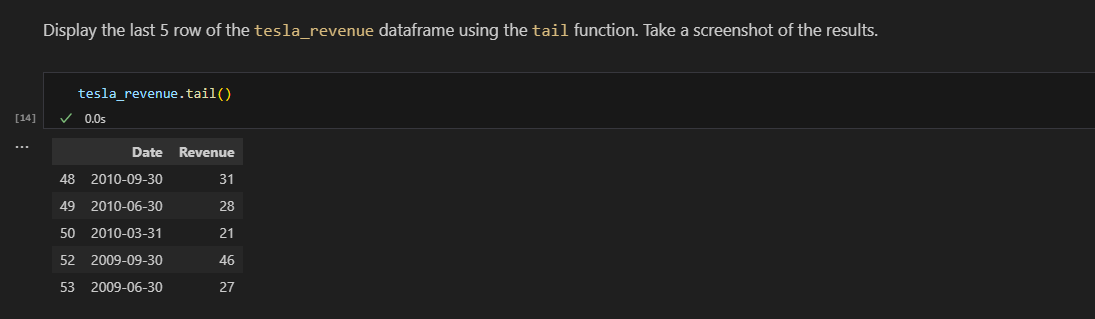 Display the last 5 row of the tesla_revenue dataframe using the tail function. Take a screenshot of the results.
tesla_revenue.tail()
[14] ✓ 0.0s
...
Date Revenue
48 2010-09-30 31
49 2010-06-30 28
50 2010-03-31 21
52 2009-09-30 46
53 2009-06-30 27